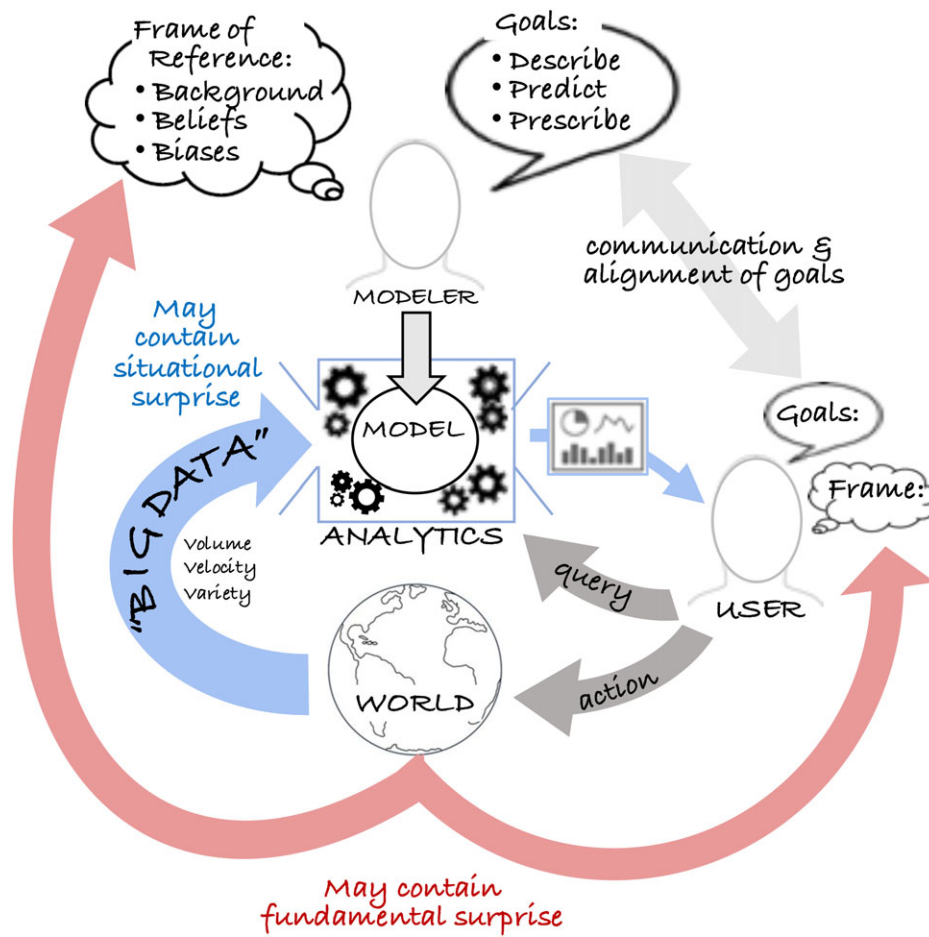 Frame of
Reference:
• Background
• Beliefs
• Biases
Goals:
• Describe
• Predict
• Prescribe
communication &
alignment of goals
MODELER
May
contain
situational
surprise
MODEL
Goals:
Frame:
"BIG DATA"
ANALYTICS
Volume
Velocity
Variety
query
USER
action
WORLD
May contain
fundamental surprise